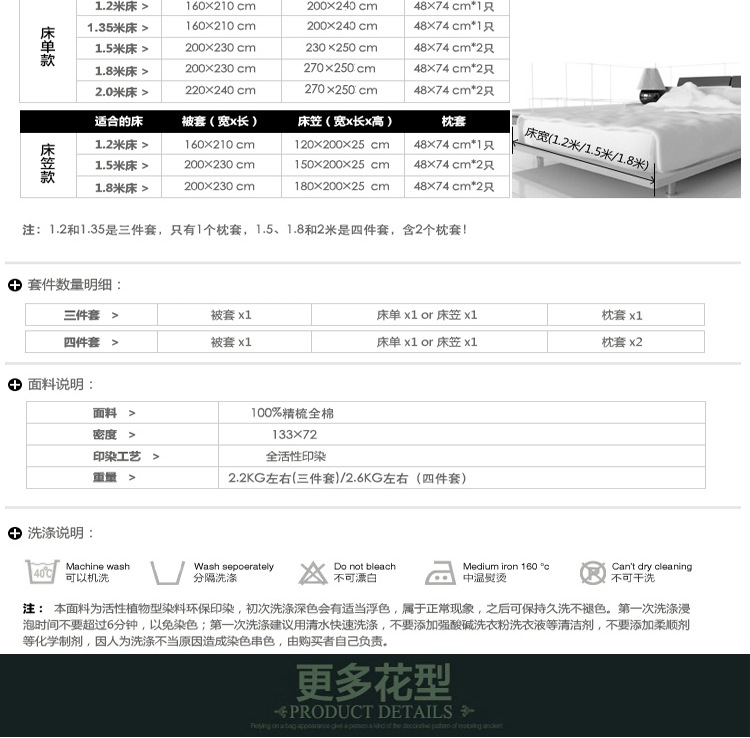 床单款
1.2米床 > 160×210 cm 200×240 cm 48×74 cm*1只
1.35米床 > 160×210 cm 200×240 cm 48×74 cm*1只
1.5米床 > 200×230 cm 230 ×250 cm 48×74 cm*2只
1.8米床 > 200×230 cm 270 ×250 cm 48×74 cm*2只
2.0米床 > 220×240 cm 270 ×250 cm 48×74 cm*2只
适合的床 被套（宽x长） 床笠（宽x长x高） 枕套
床笠款
1.2米床 > 160×210 cm 120×200×25 cm 48×74 cm*1只
1.5米床 > 200×230 cm 150×200×25 cm 48×74 cm*2只
1.8米床 > 200×230 cm 180×200×25 cm 48×74 cm*2只
床宽(1.2米/1.5米/1.8米)
注：1.2和1.35是三件套，只有1个枕套，1.5、1.8和2米是四件套，含2个枕套!
套件数量明细：
三件套 > 被套 x1 床单 x1 or 床笠 x1 枕套 x1
四件套 > 被套 x1 床单 x1 or 床笠 x1 枕套 x2
面料说明：
面料 > 100%精梳全棉
密度 > 133×72
印染工艺 > 全活性印染
重量 > 2.2KG左右(三件套)/2.6KG左右（四件套）
洗涤说明：
40℃ Machine wash 可以机洗
Wash sepoerately 分隔洗涤
Do not bleach 不可漂白
Medium iron 160 °c 中温熨烫
Can't dry cleaning 不可干洗
注： 本面料为活性植物型染料环保印染，初次洗涤深色会有适当浮色，属于正常现象，之后可保持久洗不褪色。第一次洗涤浸
泡时间不要超过6分钟，以免染色；第一次洗涤建议用清水快速洗涤，不要添加强酸碱洗衣粉洗衣液等清洁剂，不要添加柔顺剂
等化学制剂，因人为洗涤不当原因造成染色串色，由购买者自己负责。
更多花型
PRODUCT DETAILS
Relying on a bag appearance give a person a kind of the decorative pattern of restoring ancient